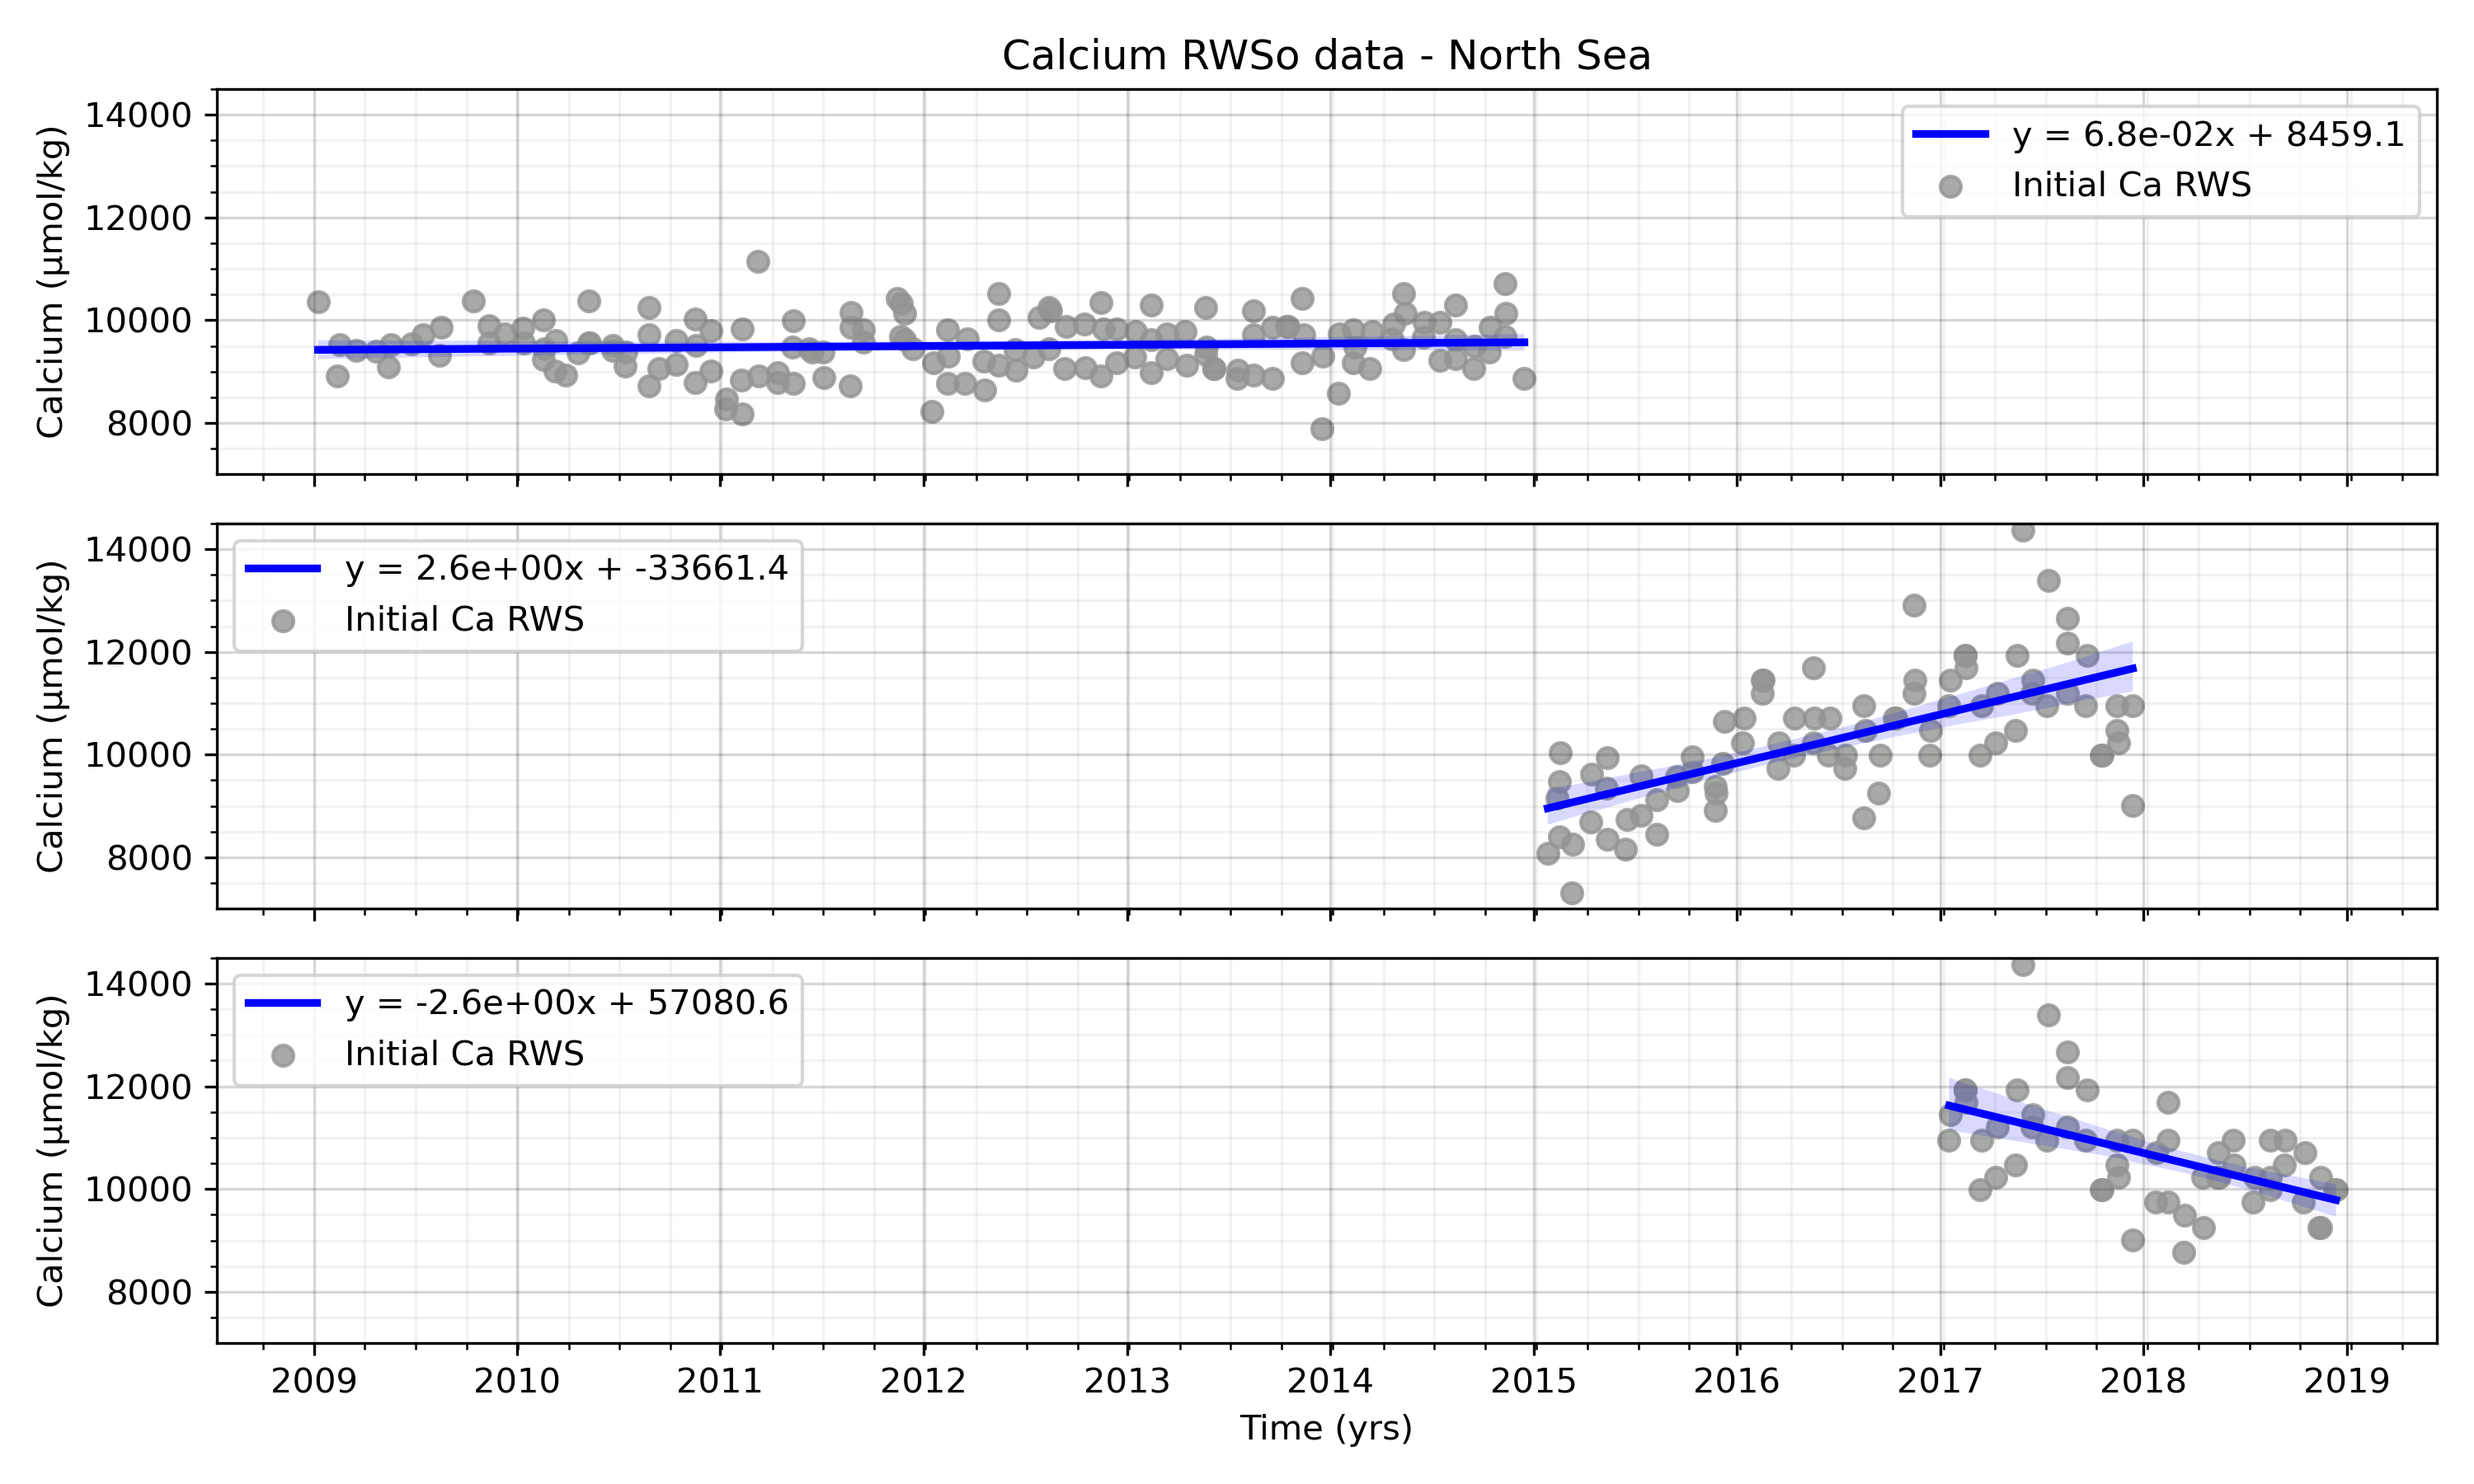 Calcium RWSo data - North Sea
Calcium (µmol/kg)
14000
12000
10000
8000
y = 6.8e-02x + 8459.1
Initial Ca RWS
Calcium (µmol/kg)
14000
12000
10000
8000
y = 2.6e+00x + -33661.4
Initial Ca RWS
Calcium (µmol/kg)
14000
12000
10000
8000
y = -2.6e+00x + 57080.6
Initial Ca RWS
2009 2010 2011 2012 2013 2014 2015 2016 2017 2018 2019
Time (yrs)